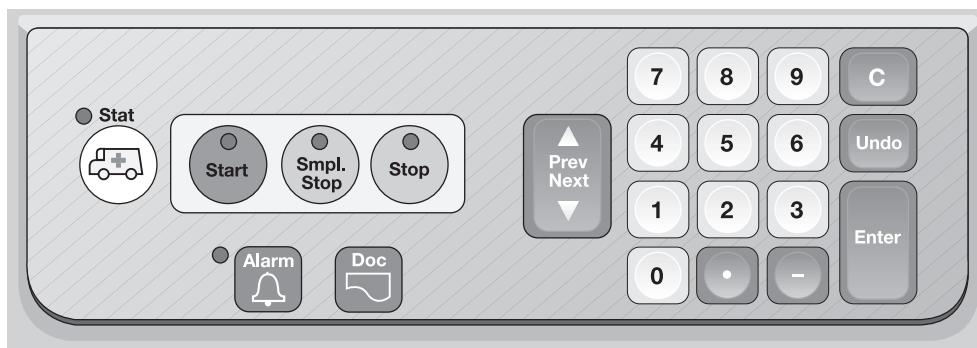 Stat
Start
Smpl.
Stop
Stop
Alarm
Doc
Prev
Next
7 8 9 C
4 5 6 Undo
1 2 3
Enter
0 • −